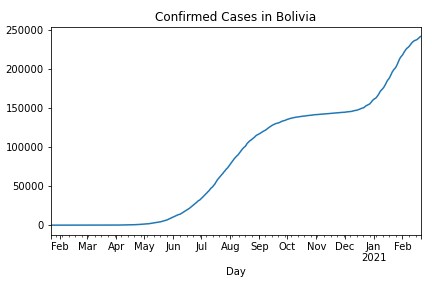 Confirmed Cases in Bolivia
250000
200000
150000
100000
50000
0
Feb Mar Apr May Jun Jul Aug Sep Oct Nov Dec Jan Feb
2021
Day